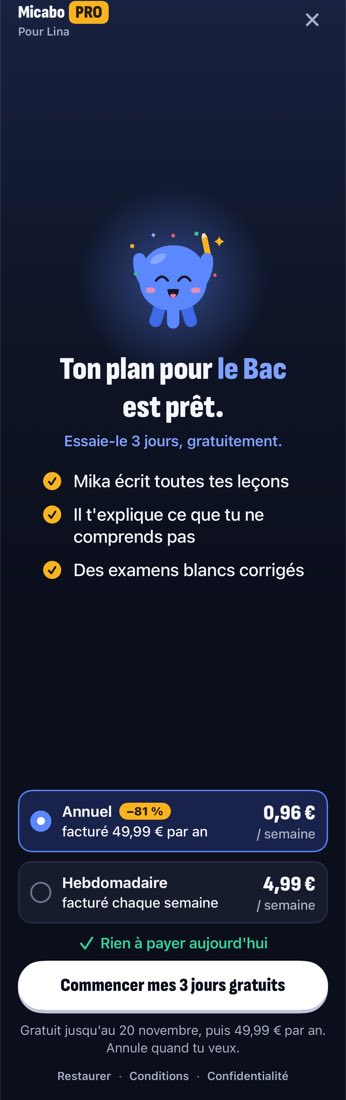 Micabo PRO
Pour Lina
Ton plan pour le Bac
est prêt.
Essaie-le 3 jours, gratuitement.
Mika écrit toutes tes leçons
Il t'explique ce que tu ne
comprends pas
Des examens blancs corrigés
Annuel −81 %
0,96 €
facturé 49,99 € par an
/ semaine
Hebdomadaire
4,99 €
facturé chaque semaine
/ semaine
Rien à payer aujourd'hui
Commencer mes 3 jours gratuits
Gratuit jusqu'au 20 novembre, puis 49,99 € par an.
Annule quand tu veux.
Restaurer · Conditions · Confidentialité